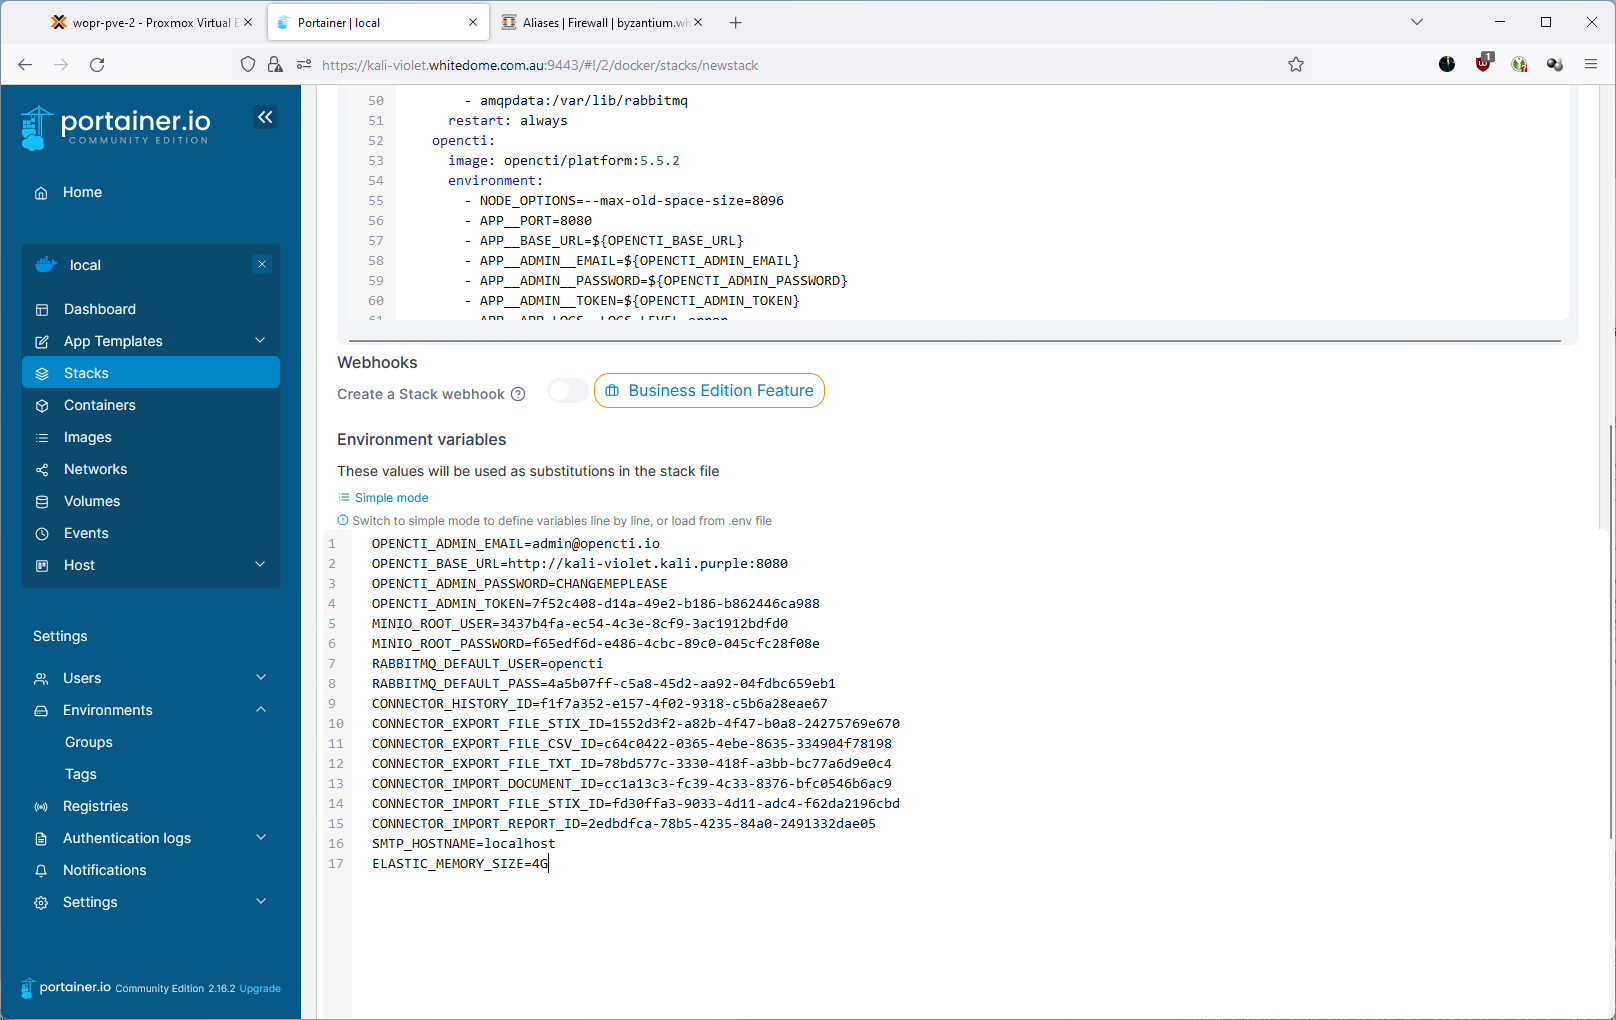 wopr-pve-2 - Proxmox Virtual E
Portainer | local
Aliases | Firewall | byzantium.wh
https://kali-violet.whitedome.com.au:9443/#!/2/docker/stacks/newstack
1
portainer.io
COMMUNITY EDITION
Home
local
Dashboard
App Templates
Stacks
Containers
Images
Networks
Volumes
Events
Host
Settings
Users
Environments
Groups
Tags
Registries
Authentication logs
Notifications
Settings
portainer.io Community Edition 2.16.2 Upgrade
50 - amqpdata:/var/lib/rabbitmq
51 restart: always
52 opencti:
53 image: opencti/platform:5.5.2
54 environment:
55 - NODE_OPTIONS=--max-old-space-size=8096
56 - APP__PORT=8080
57 - APP__BASE_URL=${OPENCTI_BASE_URL}
58 - APP__ADMIN__EMAIL=${OPENCTI_ADMIN_EMAIL}
59 - APP__ADMIN__PASSWORD=${OPENCTI_ADMIN_PASSWORD}
60 - APP__ADMIN__TOKEN=${OPENCTI_ADMIN_TOKEN}
61 - APP__APP_LOGS__LOGS_LEVEL=error
Webhooks
Create a Stack webhook
Business Edition Feature
Environment variables
These values will be used as substitutions in the stack file
Simple mode
Switch to simple mode to define variables line by line, or load from .env file
1 OPENCTI_ADMIN_EMAIL=admin@opencti.io
2 OPENCTI_BASE_URL=http://kali-violet.kali.purple:8080
3 OPENCTI_ADMIN_PASSWORD=CHANGEMEPLEASE
4 OPENCTI_ADMIN_TOKEN=7f52c408-d14a-49e2-b186-b862446ca988
5 MINIO_ROOT_USER=3437b4fa-ec54-4c3e-8cf9-3ac1912bdfd0
6 MINIO_ROOT_PASSWORD=f65edf6d-e486-4cbc-89c0-045cfc28f08e
7 RABBITMQ_DEFAULT_USER=opencti
8 RABBITMQ_DEFAULT_PASS=4a5b07ff-c5a8-45d2-aa92-04fdbc659eb1
9 CONNECTOR_HISTORY_ID=f1f7a352-e157-4f02-9318-c5b6a28eae67
10 CONNECTOR_EXPORT_FILE_STIX_ID=1552d3f2-a82b-4f47-b0a8-24275769e670
11 CONNECTOR_EXPORT_FILE_CSV_ID=c64c0422-0365-4ebe-8635-334904f78198
12 CONNECTOR_EXPORT_FILE_TXT_ID=78bd577c-3330-418f-a3bb-bc77a6d9e0c4
13 CONNECTOR_IMPORT_DOCUMENT_ID=cc1a13c3-fc39-4c33-8376-bfc0546b6ac9
14 CONNECTOR_IMPORT_FILE_STIX_ID=fd30ffa3-9033-4d11-adc4-f62da2196cbd
15 CONNECTOR_IMPORT_REPORT_ID=2edbdfca-78b5-4235-84a0-2491332dae05
16 SMTP_HOSTNAME=localhost
17 ELASTIC_MEMORY_SIZE=4G